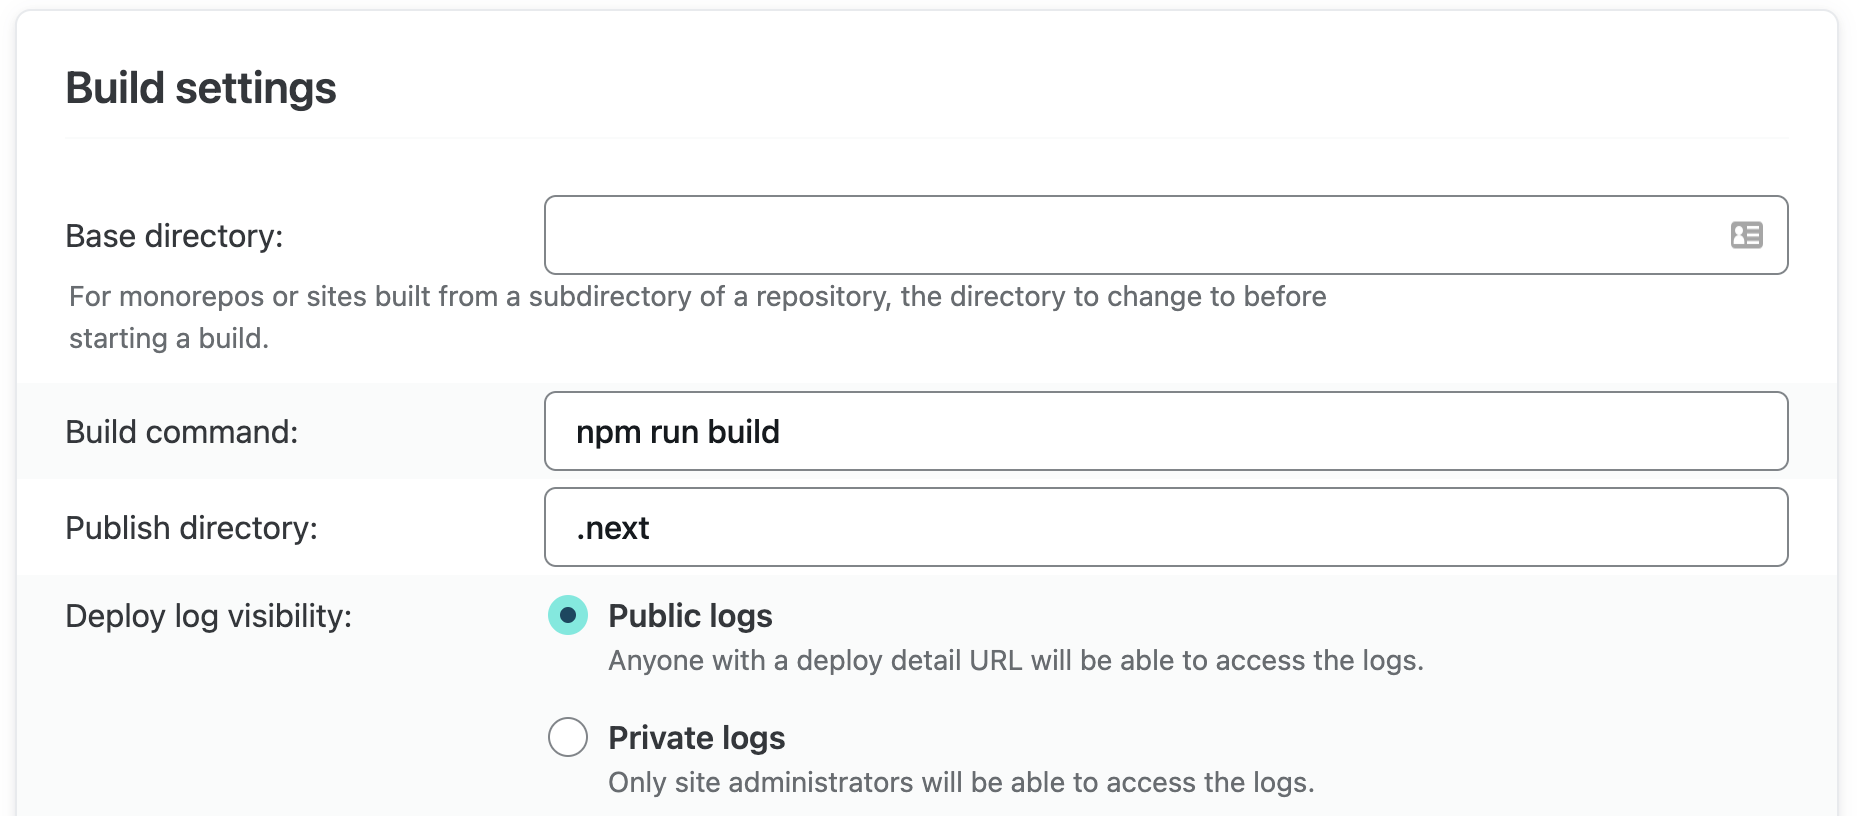 Build settings
Base directory:
For monorepos or sites built from a subdirectory of a repository, the directory to change to before
starting a build.
Build command:
npm run build
Publish directory:
.next
Deploy log visibility:
Public logs
Anyone with a deploy detail URL will be able to access the logs.
Private logs
Only site administrators will be able to access the logs.